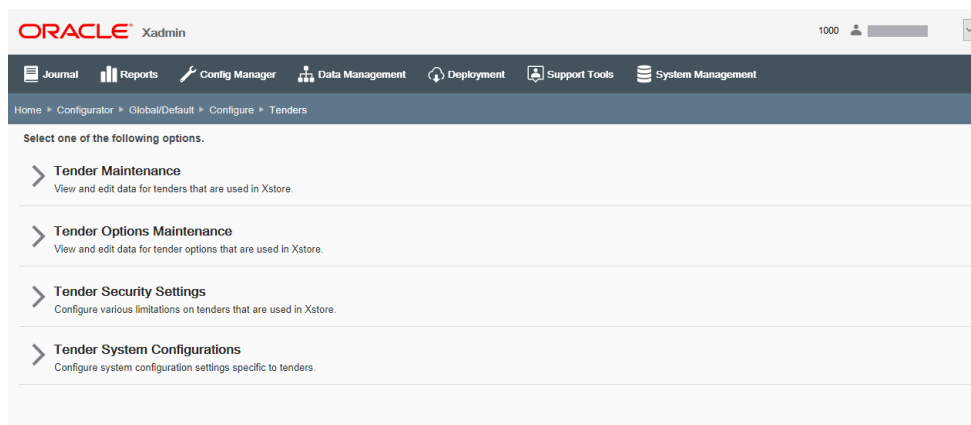 ORACLE® Xadmin
1000
Journal Reports Config Manager Data Management Deployment Support Tools System Management
Home ▸ Configurator ▸ Global/Default ▸ Configure ▸ Tenders
Select one of the following options.
Tender Maintenance
View and edit data for tenders that are used in Xstore.
Tender Options Maintenance
View and edit data for tender options that are used in Xstore.
Tender Security Settings
Configure various limitations on tenders that are used in Xstore.
Tender System Configurations
Configure system configuration settings specific to tenders.